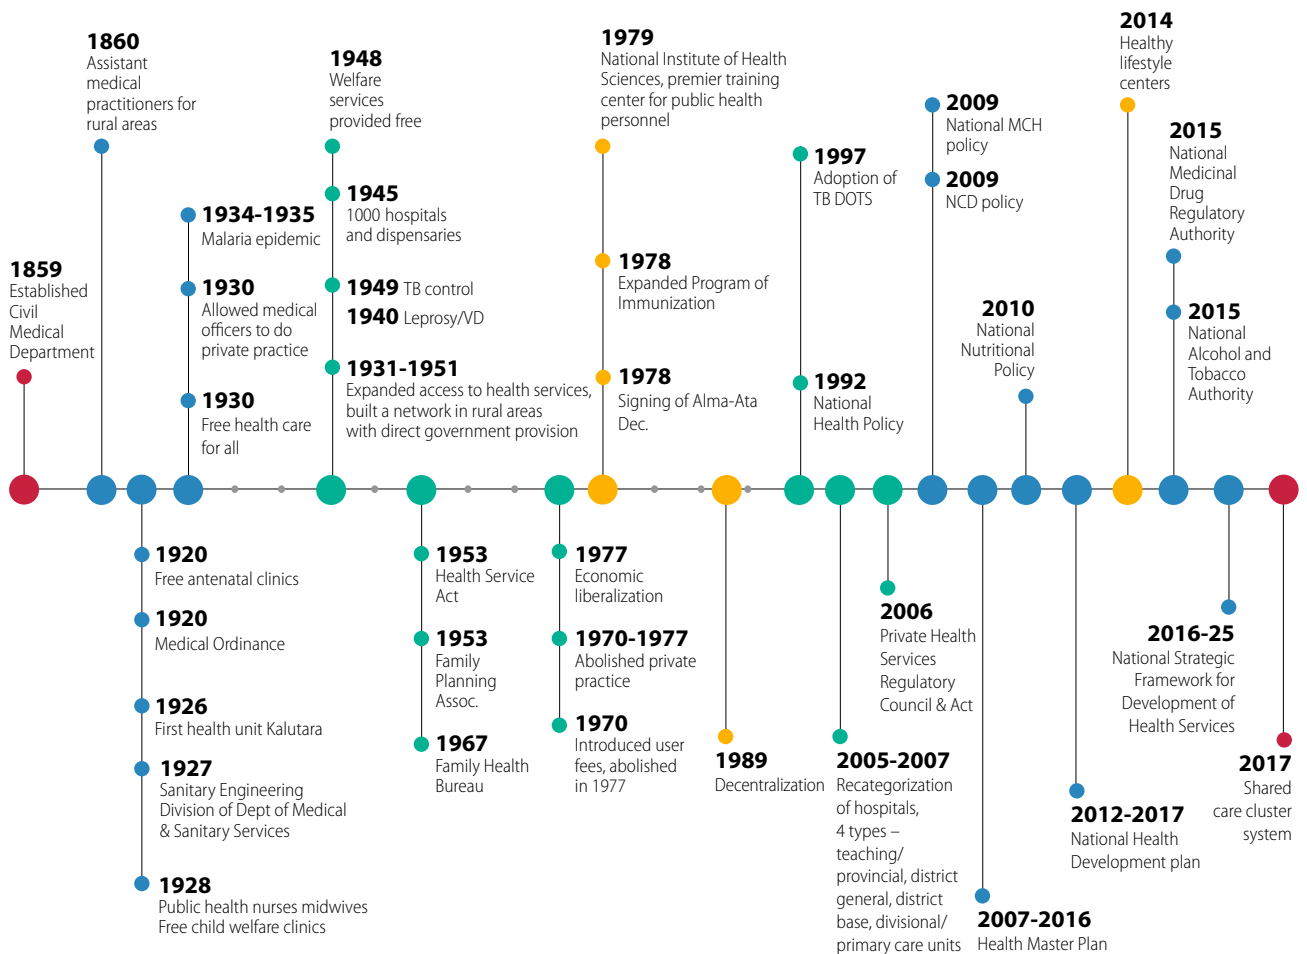 1859
Established
Civil
Medical
Department
1860
Assistant
medical
practitioners for
rural areas
1920
Free antenatal clinics
1920
Medical Ordinance
1926
First health unit Kalutara
1927
Sanitary Engineering
Division of Dept of Medical
& Sanitary Services
1928
Public health nurses midwives
Free child welfare clinics
1934-1935
Malaria epidemic
1930
Allowed medical
officers to do
private practice
1930
Free health care
for all
1948
Welfare
services
provided free
1945
1000 hospitals
and dispensaries
1949 TB control
1940 Leprosy/VD
1931-1951
Expanded access to health services,
built a network in rural areas
with direct government provision
1953
Health Service
Act
1953
Family
Planning
Assoc.
1967
Family Health
Bureau
1977
Economic
liberalization
1970-1977
Abolished private
practice
1970
Introduced user
fees, abolished
in 1977
1979
National Institute of Health
Sciences, premier training
center for public health
personnel
1978
Expanded Program of
Immunization
1978
Signing of Alma-Ata
Dec.
1989
Decentralization
1997
Adoption of
TB DOTS
1992
National
Health Policy
2005-2007
Recategorization
of hospitals,
4 types –
teaching/
provincial, district
general, district
base, divisional/
primary care units
2006
Private Health
Services
Regulatory
Council & Act
2009
National MCH
policy
2009
NCD policy
2007-2016
Health Master Plan
2010
National
Nutritional
Policy
2012-2017
National Health
Development plan
2014
Healthy
lifestyle
centers
2015
National
Medicinal
Drug
Regulatory
Authority
2015
National
Alcohol and
Tobacco
Authority
2016-25
National Strategic
Framework for
Development of
Health Services
2017
Shared
care cluster
system